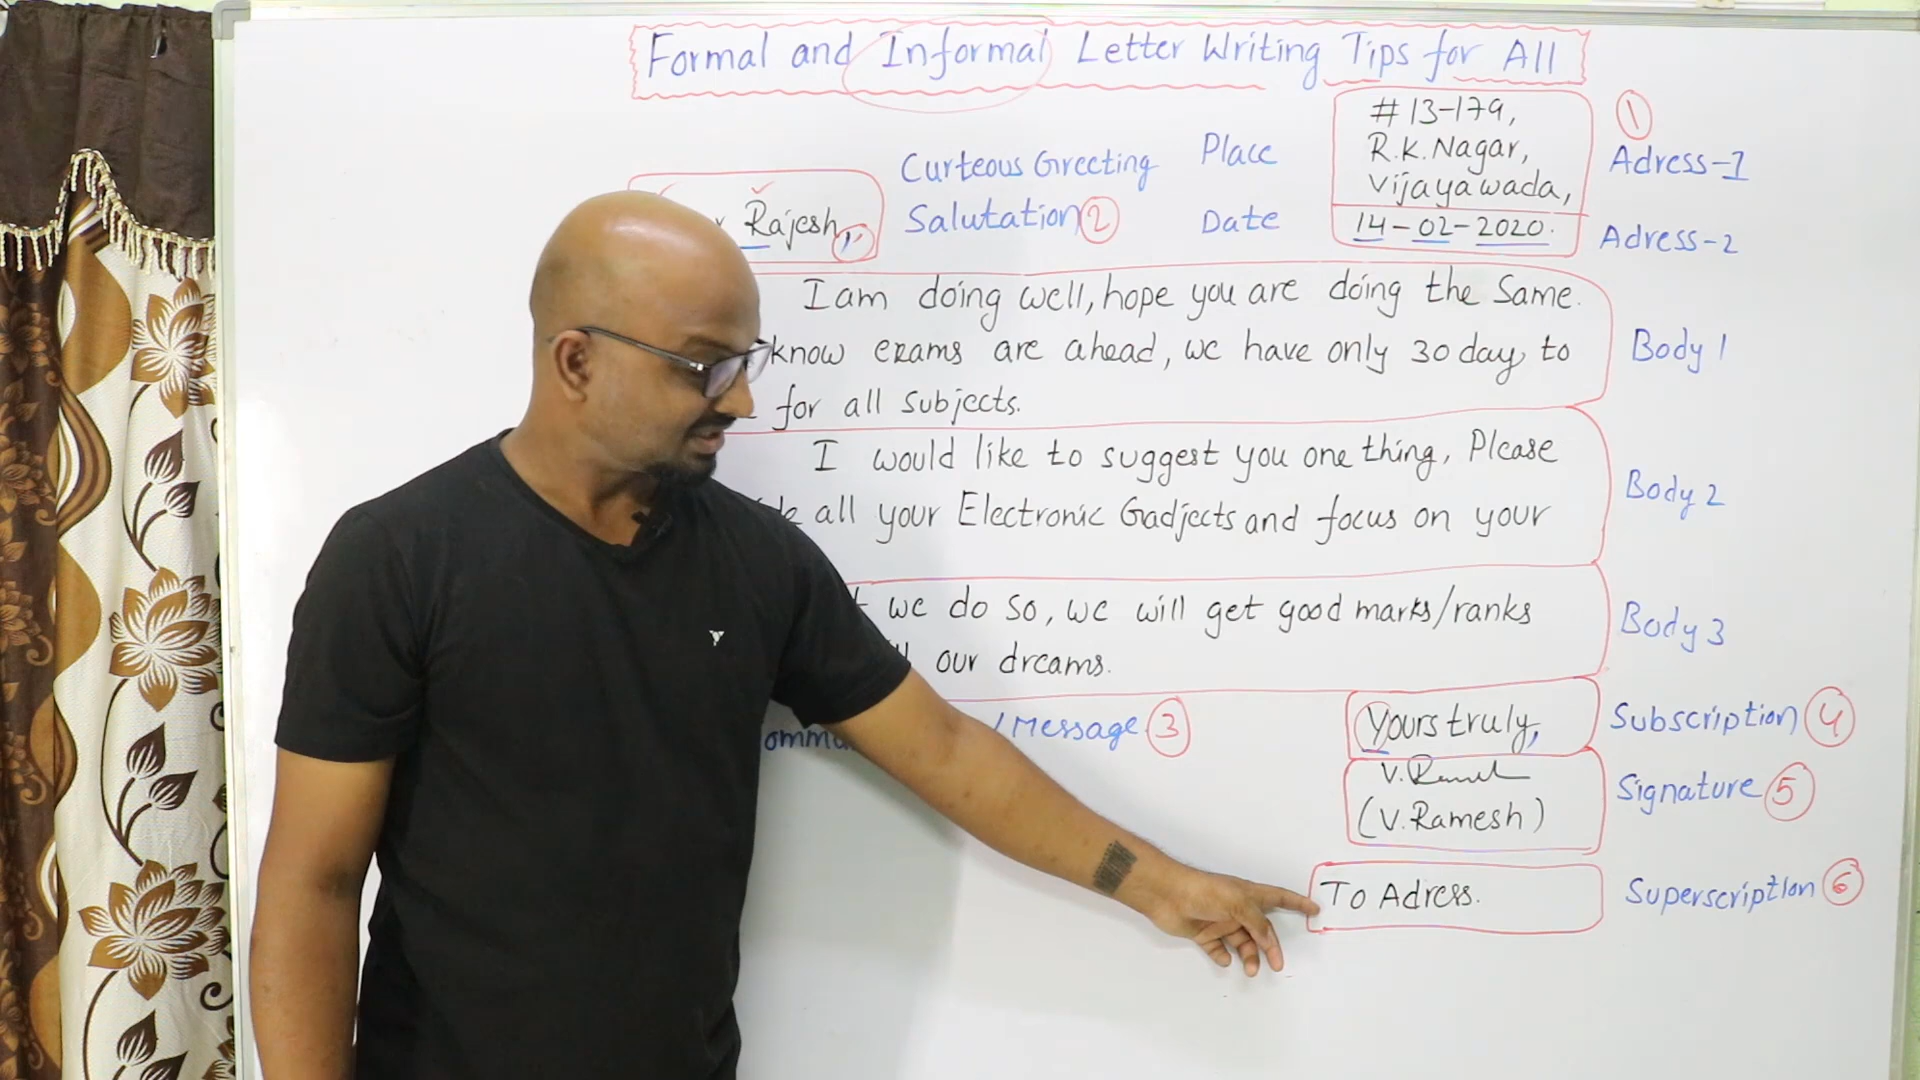 Formal and Informal Letter Writing Tips for All
# 13-179,
R.K.Nagar,
Vijayawada,
14-02-2020.
1
Adress-1
Adress-2
Place
Date
Curteous Greeting
Salutation 2
Rajesh,
I am doing well, hope you are doing the Same.
know exams are ahead, we have only 30 days to
for all subjects.
Body 1
I would like to suggest you one thing, Please
all your Electronic Gadjects and focus on your
Body 2
we do so, we will get good marks/ranks
our dreams.
Body 3
/Message 3
Yours truly,
Subscription 4
(V.Ramesh)
Signature 5
To Adress.
Superscription 6